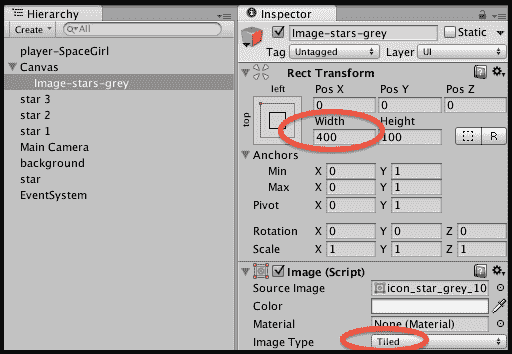 Hierarchy
Create
All
player-SpaceGirl
Canvas
Image-stars-grey
star 3
star 2
star 1
Main Camera
background
star
EventSystem
Inspector
Image-stars-grey Static
Tag Untagged Layer UI
Rect Transform
left
top
Pos X Pos Y Pos Z
0 0 0
Width Height
400 100
R
Anchors
Min X 0 Y 1
Max X 0 Y 1
Pivot X 0 Y 1
Rotation X 0 Y 0 Z 0
Scale X 1 Y 1 Z 1
Image (Script)
Source Image icon_star_grey_10
Color
Material None (Material)
Image Type Tiled